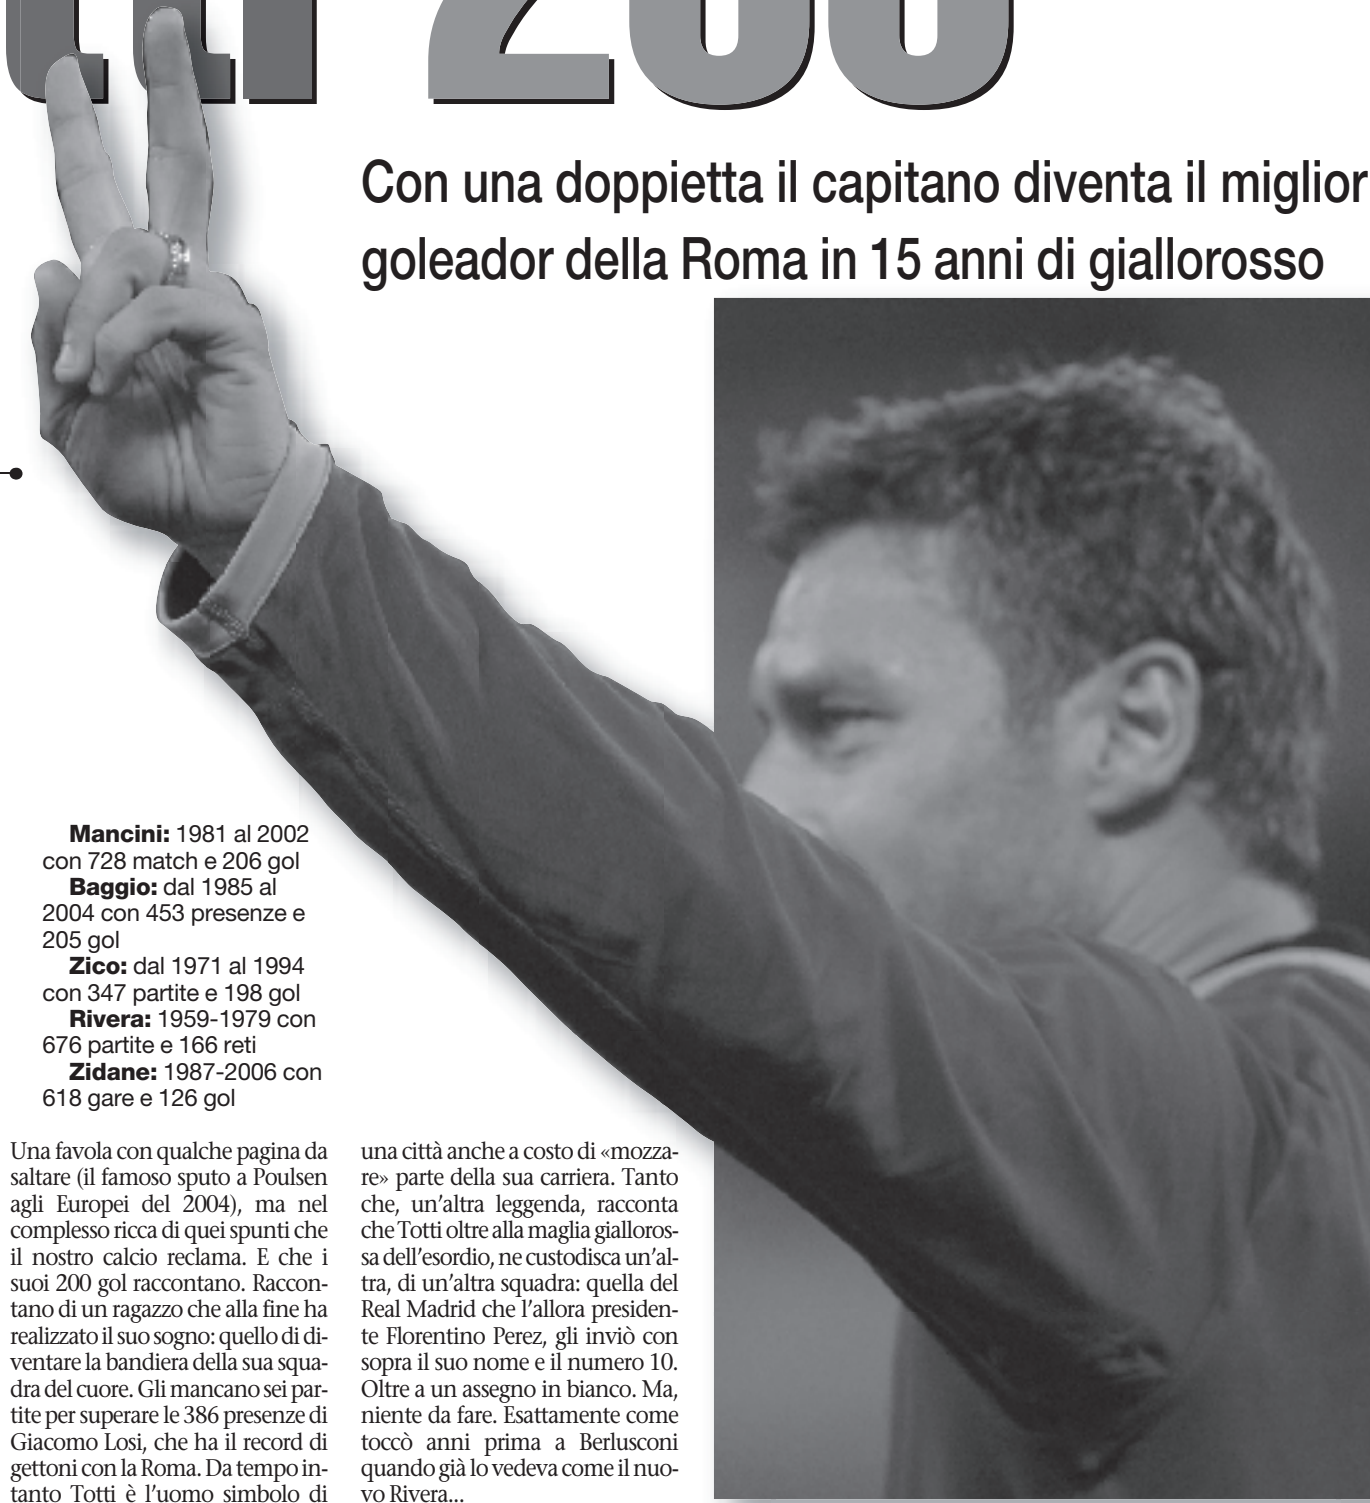 200
Con una doppietta il capitano diventa il miglior
goleador della Roma in 15 anni di giallorosso
Mancini: 1981 al 2002
con 728 match e 206 gol
Baggio: dal 1985 al
2004 con 453 presenze e
205 gol
Zico: dal 1971 al 1994
con 347 partite e 198 gol
Rivera: 1959-1979 con
676 partite e 166 reti
Zidane: 1987-2006 con
618 gare e 126 gol
Una favola con qualche pagina da
saltare (il famoso sputo a Poulsen
agli Europei del 2004), ma nel
complesso ricca di quei spunti che
il nostro calcio reclama. E che i
suoi 200 gol raccontano. Raccon-
tano di un ragazzo che alla fine ha
realizzato il suo sogno: quello di di-
ventare la bandiera della sua squa-
dra del cuore. Gli mancano sei par-
tite per superare le 386 presenze di
Giacomo Losi, che ha il record di
gettoni con la Roma. Da tempo in-
tanto Totti è l'uomo simbolo di
una città anche a costo di «mozza-
re» parte della sua carriera. Tanto
che, un'altra leggenda, racconta
che Totti oltre alla maglia gialloros-
sa dell'esordio, ne custodisca un'al-
tra, di un'altra squadra: quella del
Real Madrid che l'allora presiden-
te Florentino Perez, gli inviò con
sopra il suo nome e il numero 10.
Oltre a un assegno in bianco. Ma,
niente da fare. Esattamente come
toccò anni prima a Berlusconi
quando già lo vedeva come il nuo-
vo Rivera...